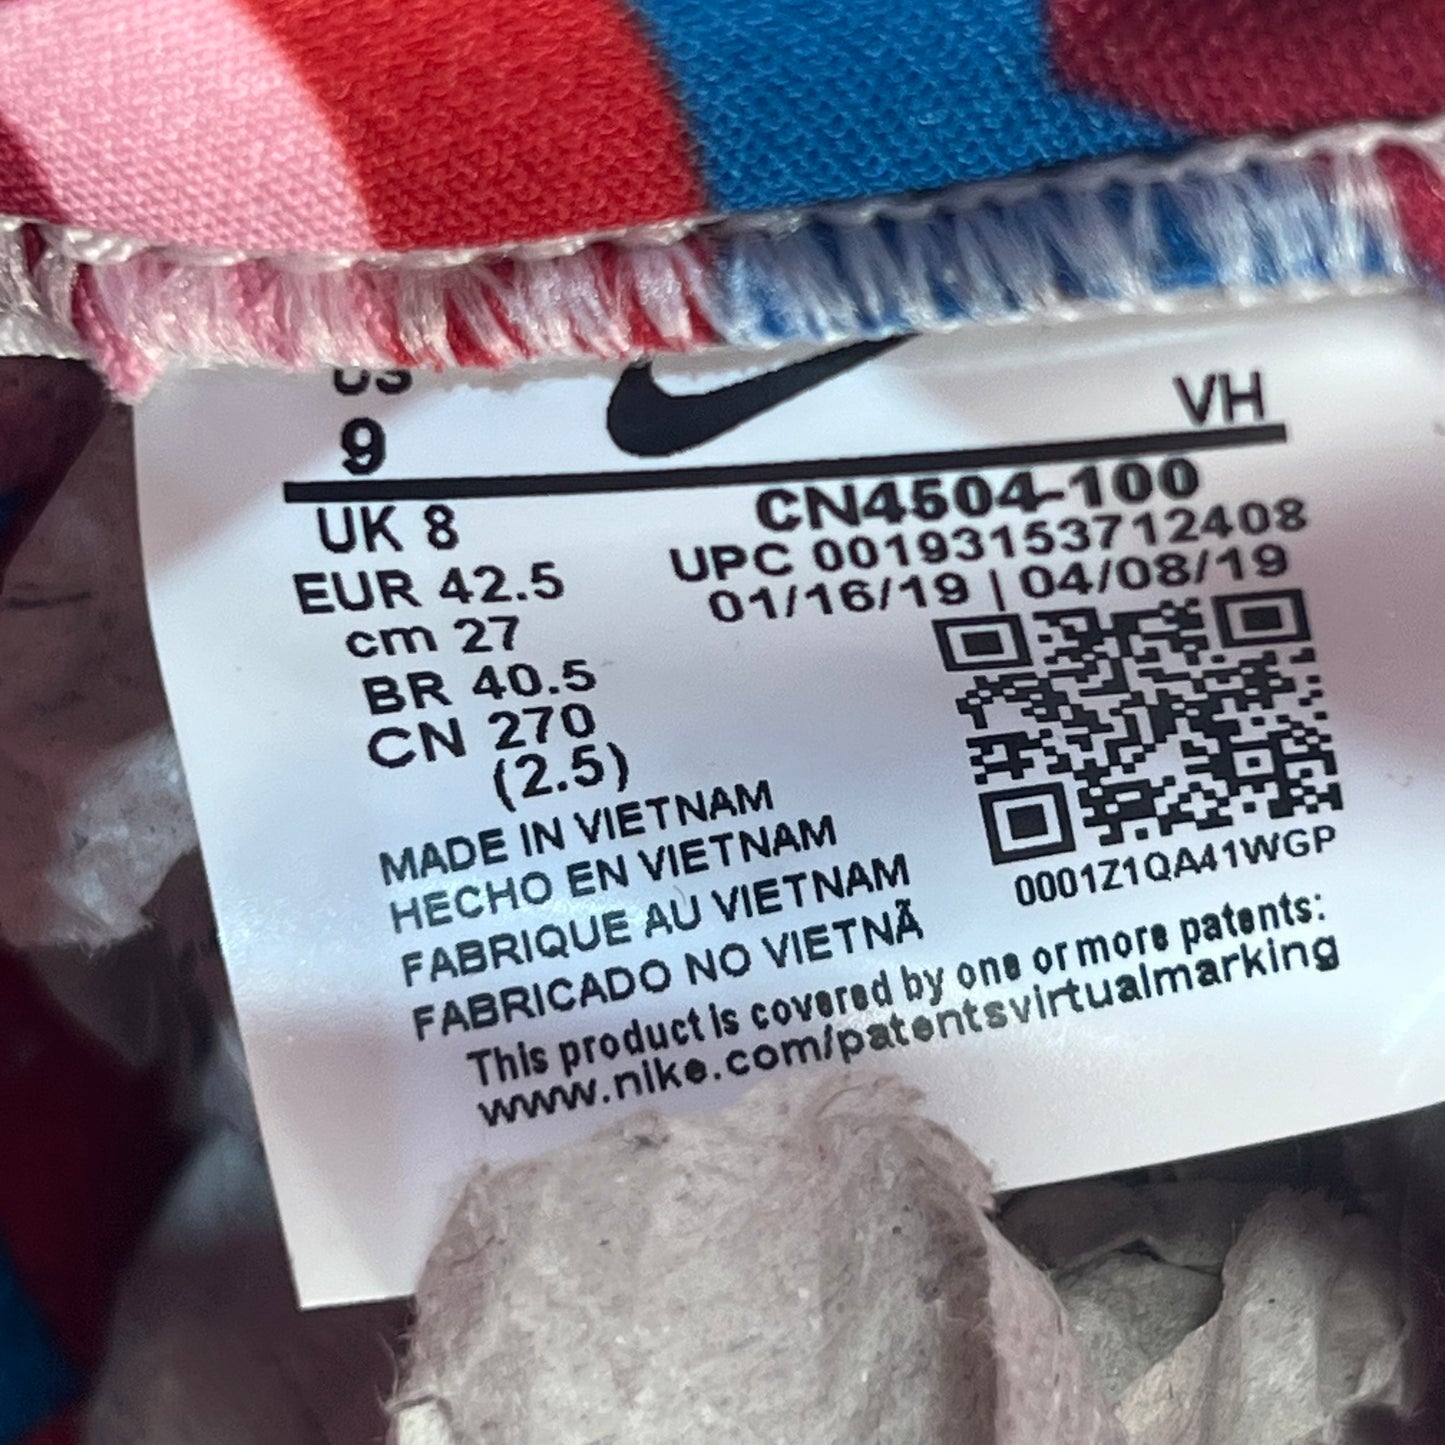 US
9
VH
UK 8
EUR 42.5
cm 27
BR 40.5
CN 270
(2.5)
CN4504-100
UPC 00193153712408
01/16/19 | 04/08/19
0001Z1QA41WGP
MADE IN VIETNAM
HECHO EN VIETNAM
FABRIQUE AU VIETNAM
FABRICADO NO VIETNÃ
This product is covered by one or more patents:
www.nike.com/patentsvirtualmarking